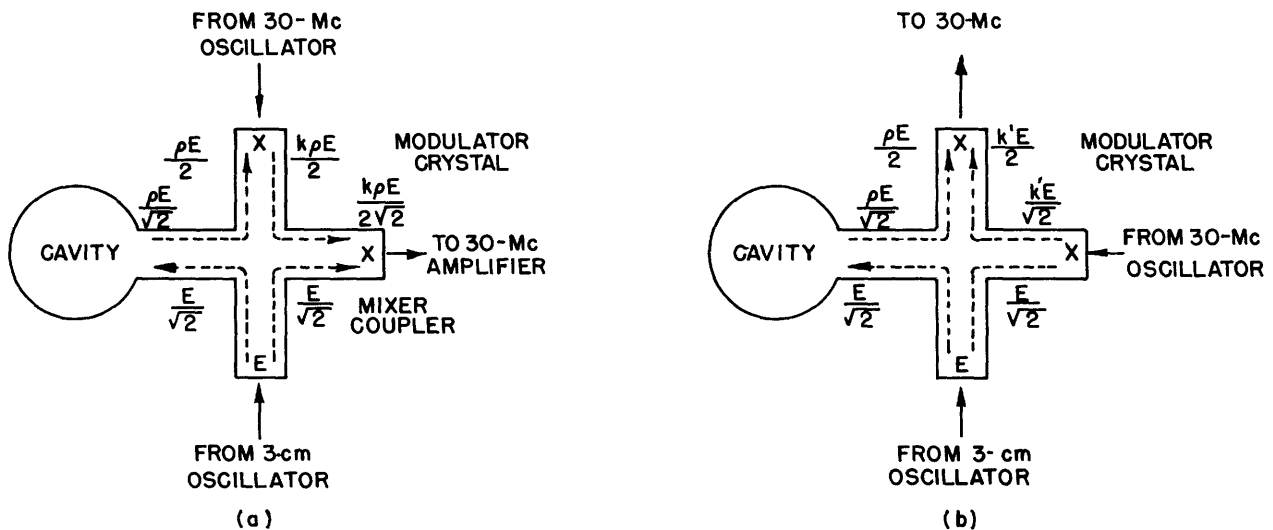 FROM 30-Mc
OSCILLATOR
X
ρE
2
kρE
2
MODULATOR
CRYSTAL
ρE
√2
kρE
2√2
CAVITY
X
TO 30-Mc
AMPLIFIER
E
√2
E
√2
MIXER
COUPLER
E
FROM 3-cm
OSCILLATOR
(a)
TO 30-Mc
X
ρE
2
k'E
2
MODULATOR
CRYSTAL
ρE
√2
k'E
√2
CAVITY
X
FROM 30-Mc
OSCILLATOR
E
√2
E
√2
E
FROM 3-cm
OSCILLATOR
(b)